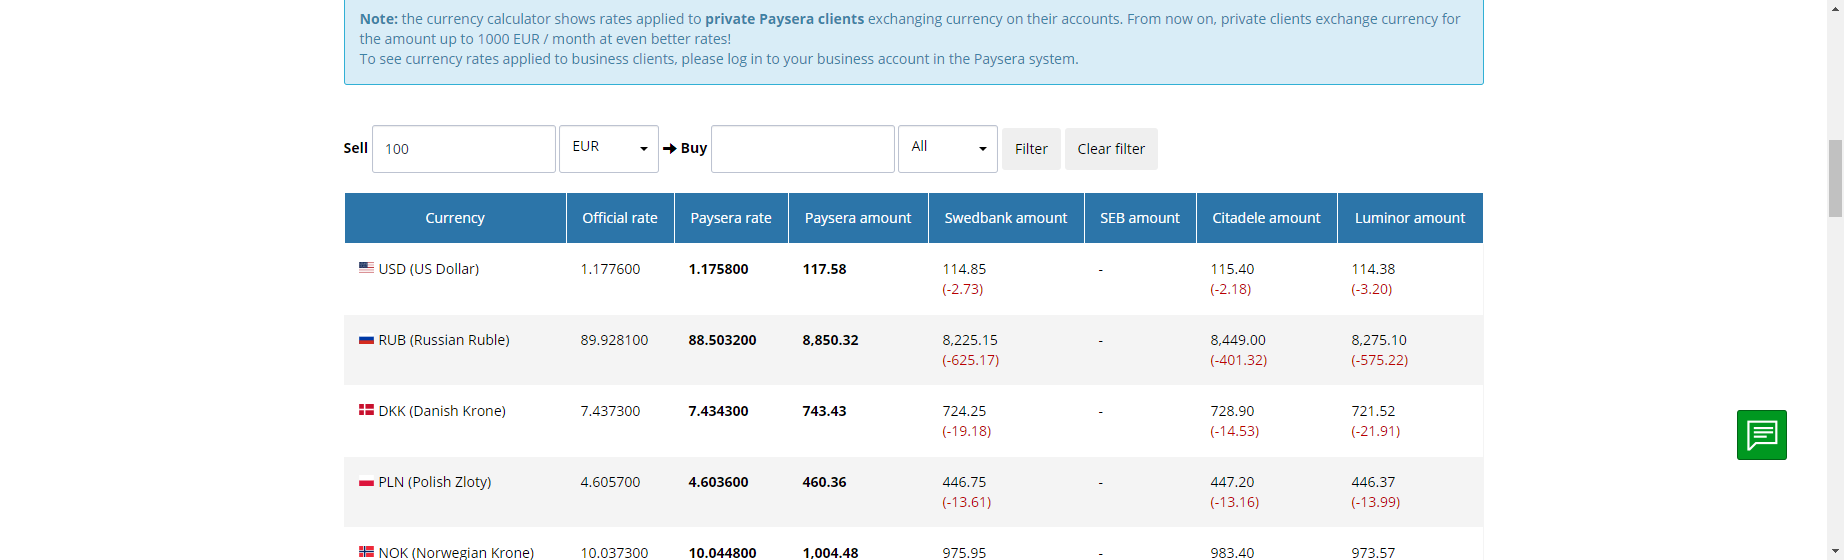 Note: the currency calculator shows rates applied to private Paysera clients exchanging currency on their accounts. From now on, private clients exchange currency for
the amount up to 1000 EUR / month at even better rates!
To see currency rates applied to business clients, please log in to your business account in the Paysera system.
Sell 100 EUR Buy All Filter Clear filter
Currency Official rate Paysera rate Paysera amount Swedbank amount SEB amount Citadele amount Luminor amount
USD (US Dollar) 1.177600 1.175800 117.58 114.85 - 115.40 114.38
(-2.73) (-2.18) (-3.20)
RUB (Russian Ruble) 89.928100 88.503200 8,850.32 8,225.15 - 8,449.00 8,275.10
(-625.17) (-401.32) (-575.22)
DKK (Danish Krone) 7.437300 7.434300 743.43 724.25 - 728.90 721.52
(-19.18) (-14.53) (-21.91)
PLN (Polish Zloty) 4.605700 4.603600 460.36 446.75 - 447.20 446.37
(-13.61) (-13.16) (-13.99)
NOK (Norwegian Krone) 10.037300 10.044800 1,004.48 975.95 - 983.40 973.57